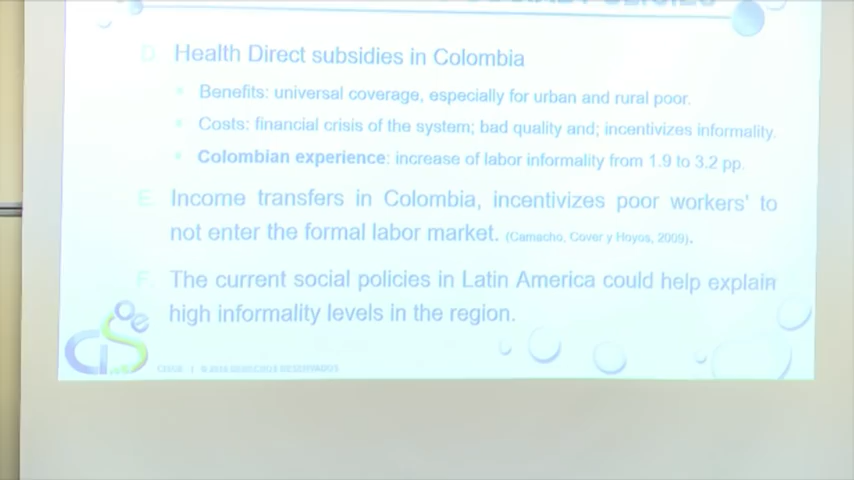 D. Health Direct subsidies in Colombia
Benefits: universal coverage, especially for urban and rural poor.
Costs: financial crisis of the system; bad quality and; incentivizes informality.
Colombian experience: increase of labor informality from 1.9 to 3.2 pp.
E. Income transfers in Colombia, incentivizes poor workers' to
not enter the formal labor market. (Camacho, Cover y Hoyos, 2009).
F. The current social policies in Latin America could help explain
high informality levels in the region.
CiSoe